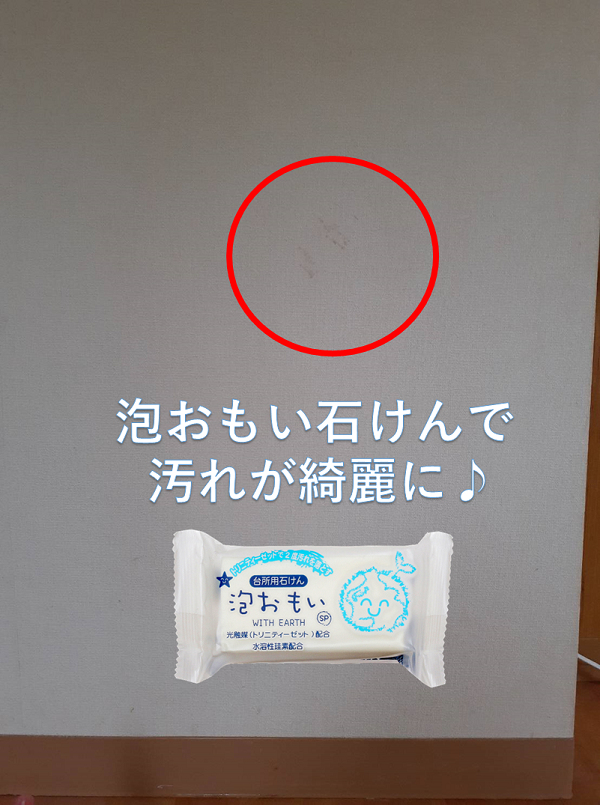 泡おもい石けんで
汚れが綺麗に♪
台所用石けん
泡おもい
WITH EARTH
SP
光触媒(トリニティーゼット)配合
水溶性珪素配合